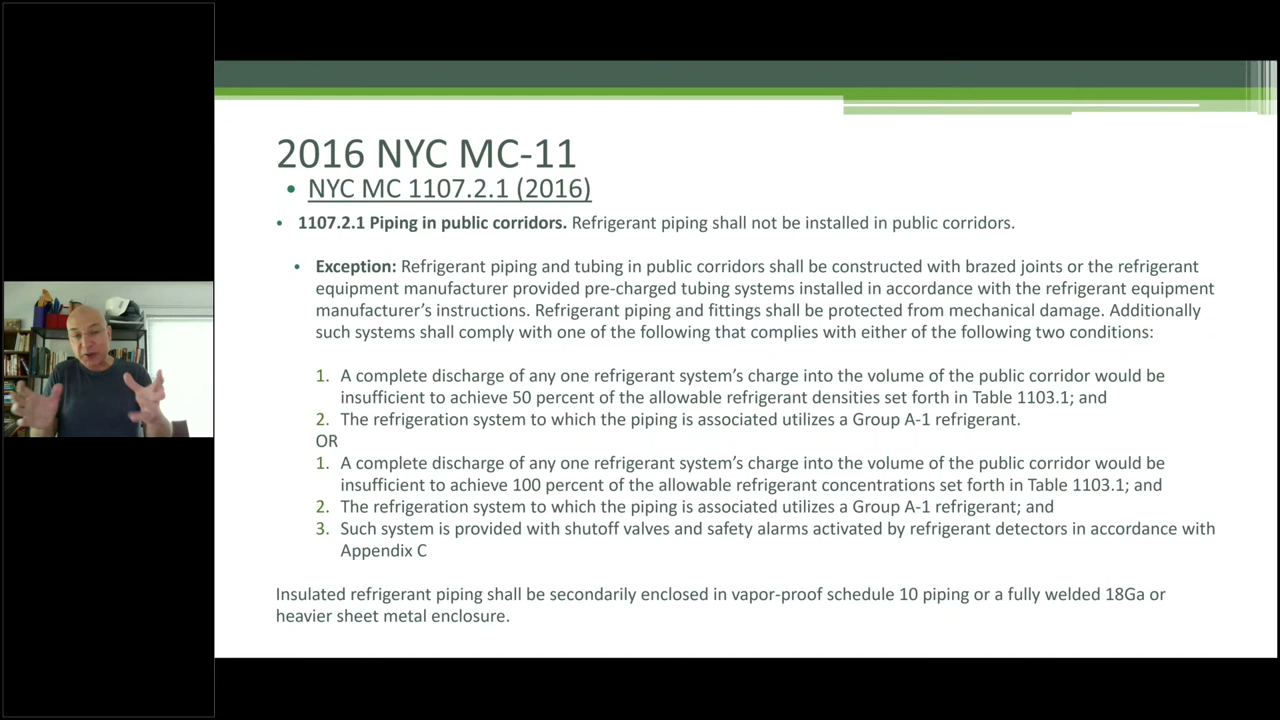 2016 NYC MC-11
• NYC MC 1107.2.1 (2016)
• 1107.2.1 Piping in public corridors. Refrigerant piping shall not be installed in public corridors.
• Exception: Refrigerant piping and tubing in public corridors shall be constructed with brazed joints or the refrigerant
equipment manufacturer provided pre-charged tubing systems installed in accordance with the refrigerant equipment
manufacturer's instructions. Refrigerant piping and fittings shall be protected from mechanical damage. Additionally
such systems shall comply with one of the following that complies with either of the following two conditions:
1. A complete discharge of any one refrigerant system's charge into the volume of the public corridor would be
insufficient to achieve 50 percent of the allowable refrigerant densities set forth in Table 1103.1; and
2. The refrigeration system to which the piping is associated utilizes a Group A-1 refrigerant.
OR
1. A complete discharge of any one refrigerant system's charge into the volume of the public corridor would be
insufficient to achieve 100 percent of the allowable refrigerant concentrations set forth in Table 1103.1; and
2. The refrigeration system to which the piping is associated utilizes a Group A-1 refrigerant; and
3. Such system is provided with shutoff valves and safety alarms activated by refrigerant detectors in accordance with
Appendix C
Insulated refrigerant piping shall be secondarily enclosed in vapor-proof schedule 10 piping or a fully welded 18Ga or
heavier sheet metal enclosure.